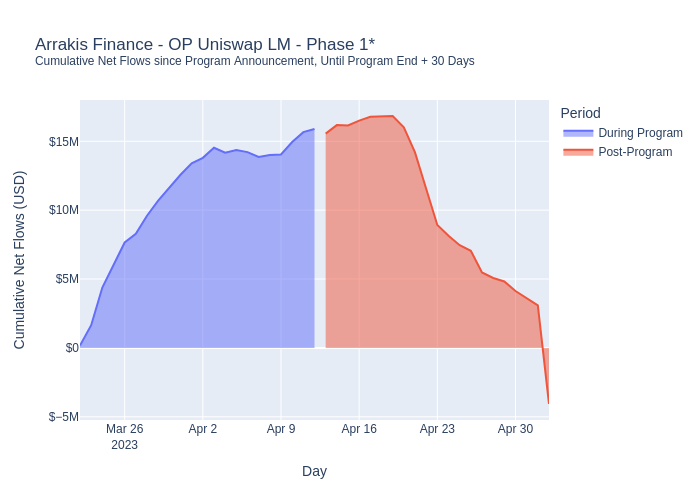 Arrakis Finance - OP Uniswap LM - Phase 1*
Cumulative Net Flows since Program Announcement, Until Program End + 30 Days
Period
During Program
Post-Program
Cumulative Net Flows (USD)
$15M
$10M
$5M
$0
$−5M
Mar 26
2023
Apr 2
Apr 9
Apr 16
Apr 23
Apr 30
Day